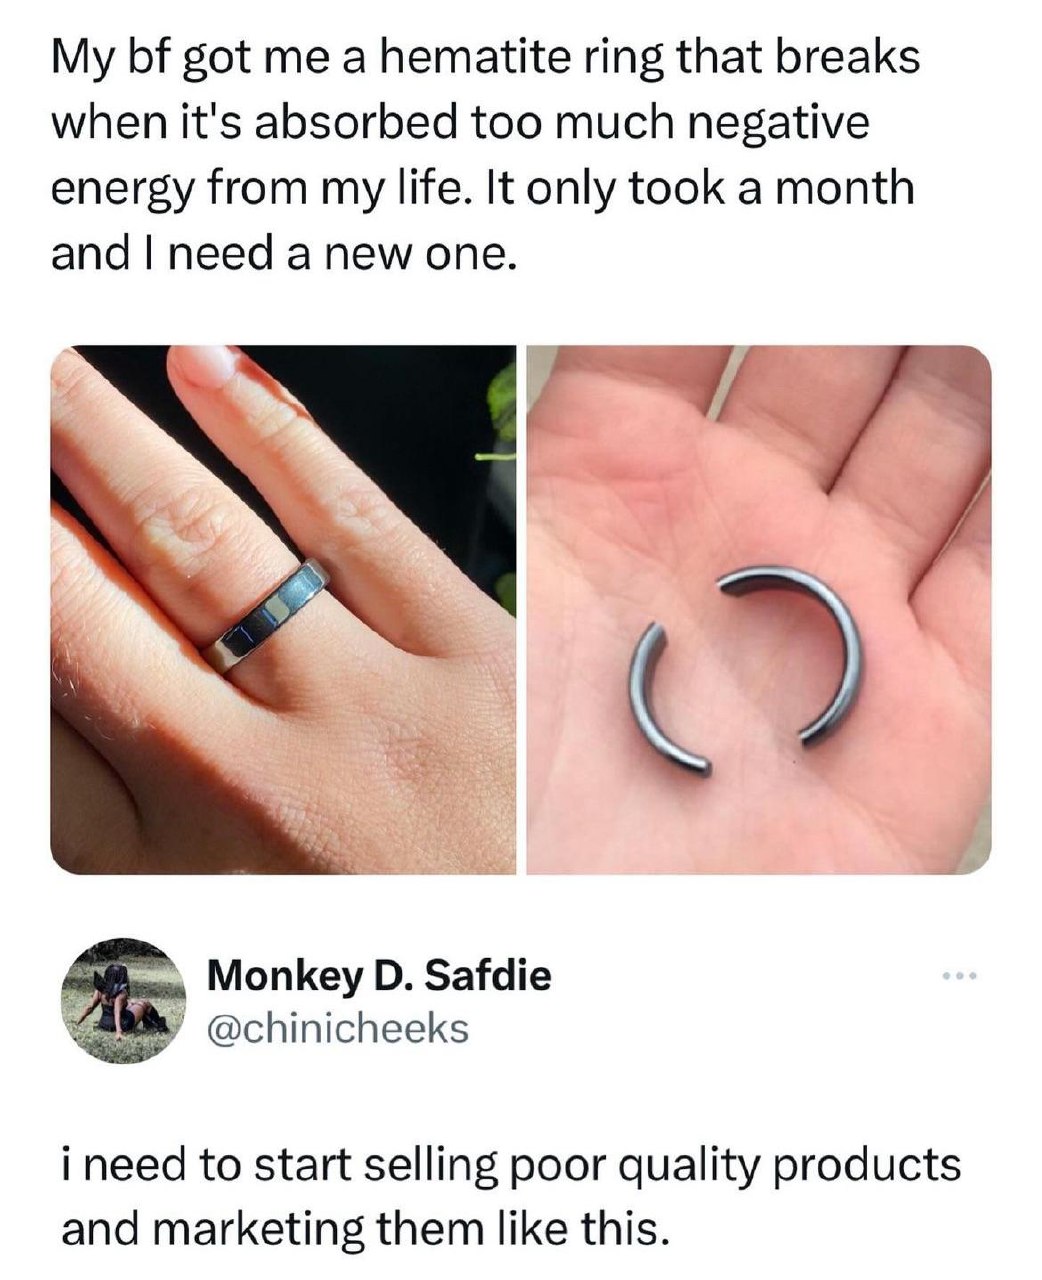 My bf got me a hematite ring that breaks
when it's absorbed too much negative
energy from my life. It only took a month
and I need a new one.
Monkey D. Safdie
@chinicheeks
i need to start selling poor quality products
and marketing them like this.